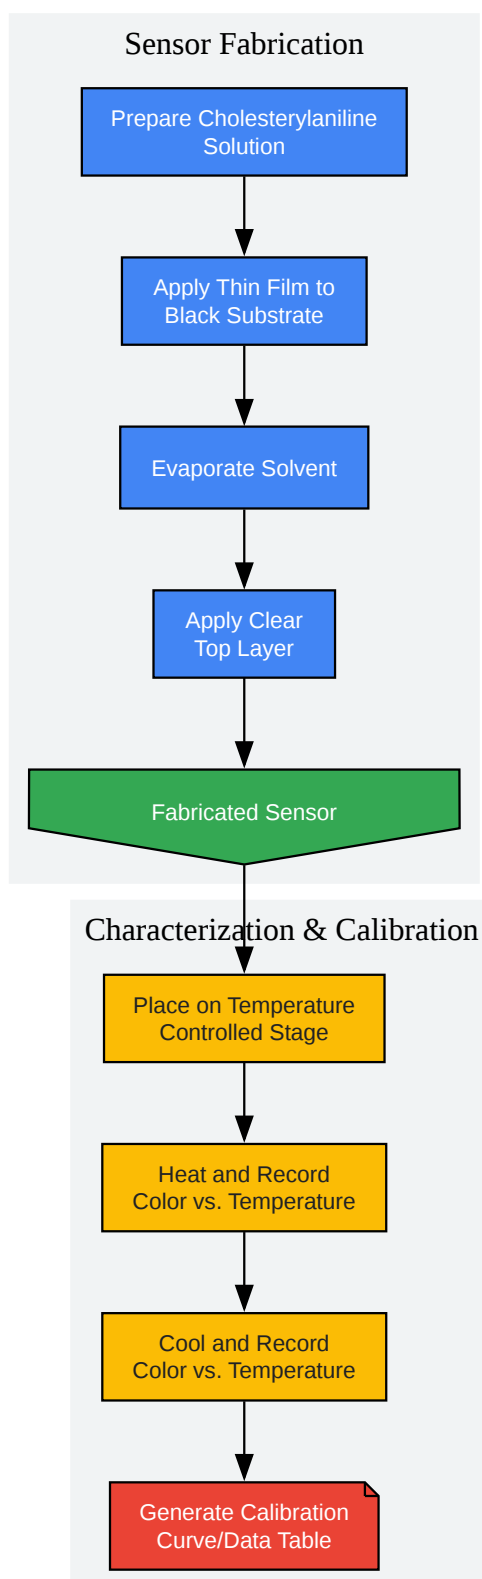 Sensor Fabrication
Prepare Cholesterylaniline
Solution
Apply Thin Film to
Black Substrate
Evaporate Solvent
Apply Clear
Top Layer
Fabricated Sensor
Characterization & Calibration
Place on Temperature
Controlled Stage
Heat and Record
Color vs. Temperature
Cool and Record
Color vs. Temperature
Generate Calibration
Curve/Data Table